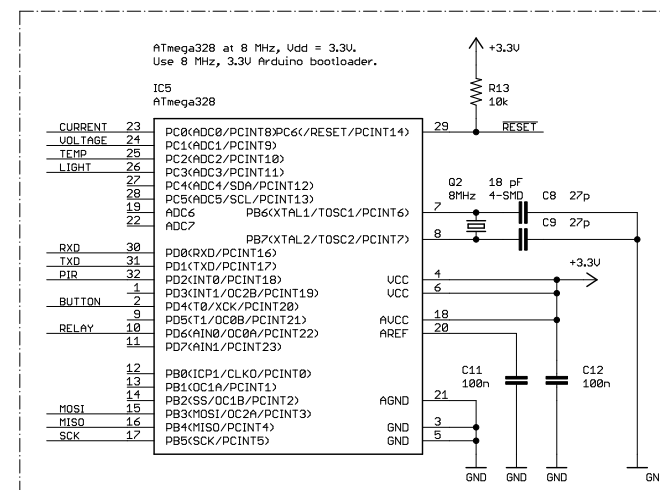 ATmega328 at 8 MHz, Vdd = 3.3V.
Use 8 MHz, 3.3V Arduino bootloader.
IC5
ATmega328
+3.3V
R13
10k
CURRENT 23 PC0(ADC0/PCINT8)PC6(/RESET/PCINT14) 29 RESET
VOLTAGE 24 PC1(ADC1/PCINT9)
TEMP 25 PC2(ADC2/PCINT10)
LIGHT 26 PC3(ADC3/PCINT11)
27 PC4(ADC4/SDA/PCINT12)
28 PC5(ADC5/SCL/PCINT13)
19 ADC6
22 ADC7
PB6(XTAL1/TOSC1/PCINT6) 7
PB7(XTAL2/TOSC2/PCINT7) 8
Q2 18 pF
8MHz 4-SMD
C8 27p
C9 27p
RXD 30 PD0(RXD/PCINT16)
TXD 31 PD1(TXD/PCINT17)
PIR 32 PD2(INT0/PCINT18)
1 PD3(INT1/OC2B/PCINT19)
BUTTON 2 PD4(T0/XCK/PCINT20)
9 PD5(T1/OC0B/PCINT21)
RELAY 10 PD6(AIN0/OC0A/PCINT22)
11 PD7(AIN1/PCINT23)
VCC 4
VCC 6
+3.3V
AVCC 18
AREF 20
C11
100n
C12
100n
12 PB0(ICP1/CLKO/PCINT0)
13 PB1(OC1A/PCINT1)
14 PB2(SS/OC1B/PCINT2)
MOSI 15 PB3(MOSI/OC2A/PCINT3)
MISO 16 PB4(MISO/PCINT4)
SCK 17 PB5(SCK/PCINT5)
AGND 21
GND 3
GND 5
GND GND GND GN